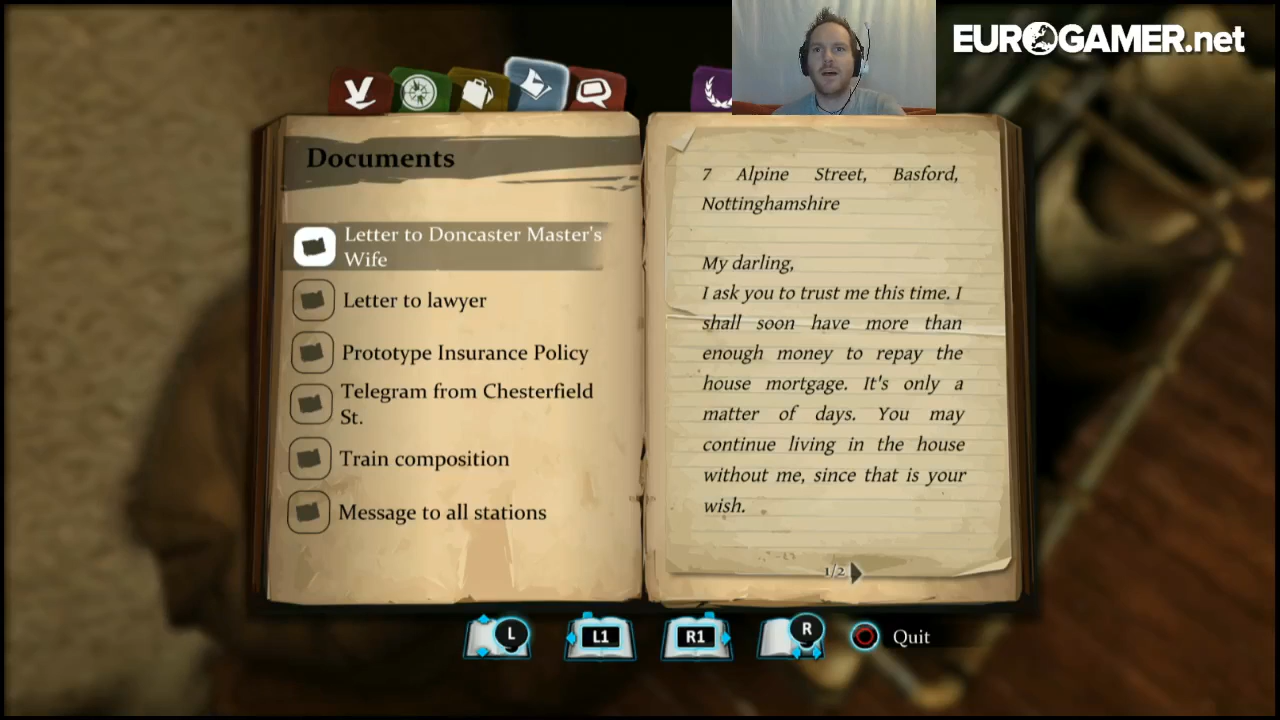 EUROGAMER.net
Documents
Letter to Doncaster Master's
Wife
Letter to lawyer
Prototype Insurance Policy
Telegram from Chesterfield
St.
Train composition
Message to all stations
7 Alpine Street, Basford,
Nottinghamshire
My darling,
I ask you to trust me this time. I
shall soon have more than
enough money to repay the
house mortgage. It's only a
matter of days. You may
continue living in the house
without me, since that is your
wish.
1/2
L
L1
R1
R
Quit